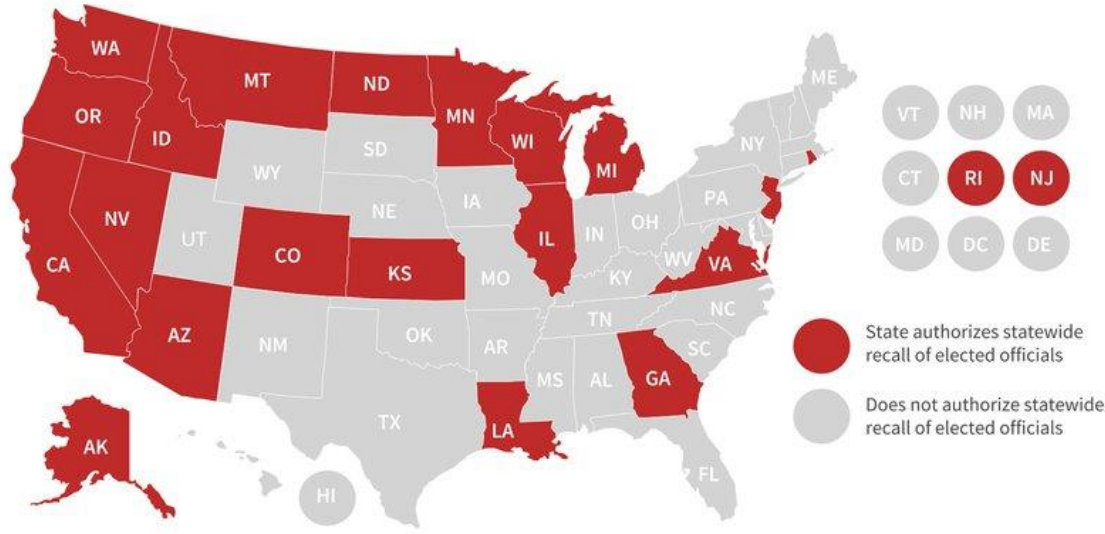 WA
MT
ND
MN
OR
ID
WI
MI
SD
WY
NV
UT
CO
NE
IA
KS
CA
IL
IN
OH
PA
NY
ME
WV
VA
KY
MO
AZ
NM
OK
AR
TN
NC
SC
MS
AL
GA
TX
LA
FL
AK
HI
VT
NH
MA
CT
RI
NJ
MD
DC
DE
State authorizes statewide
recall of elected officials
Does not authorize statewide
recall of elected officials